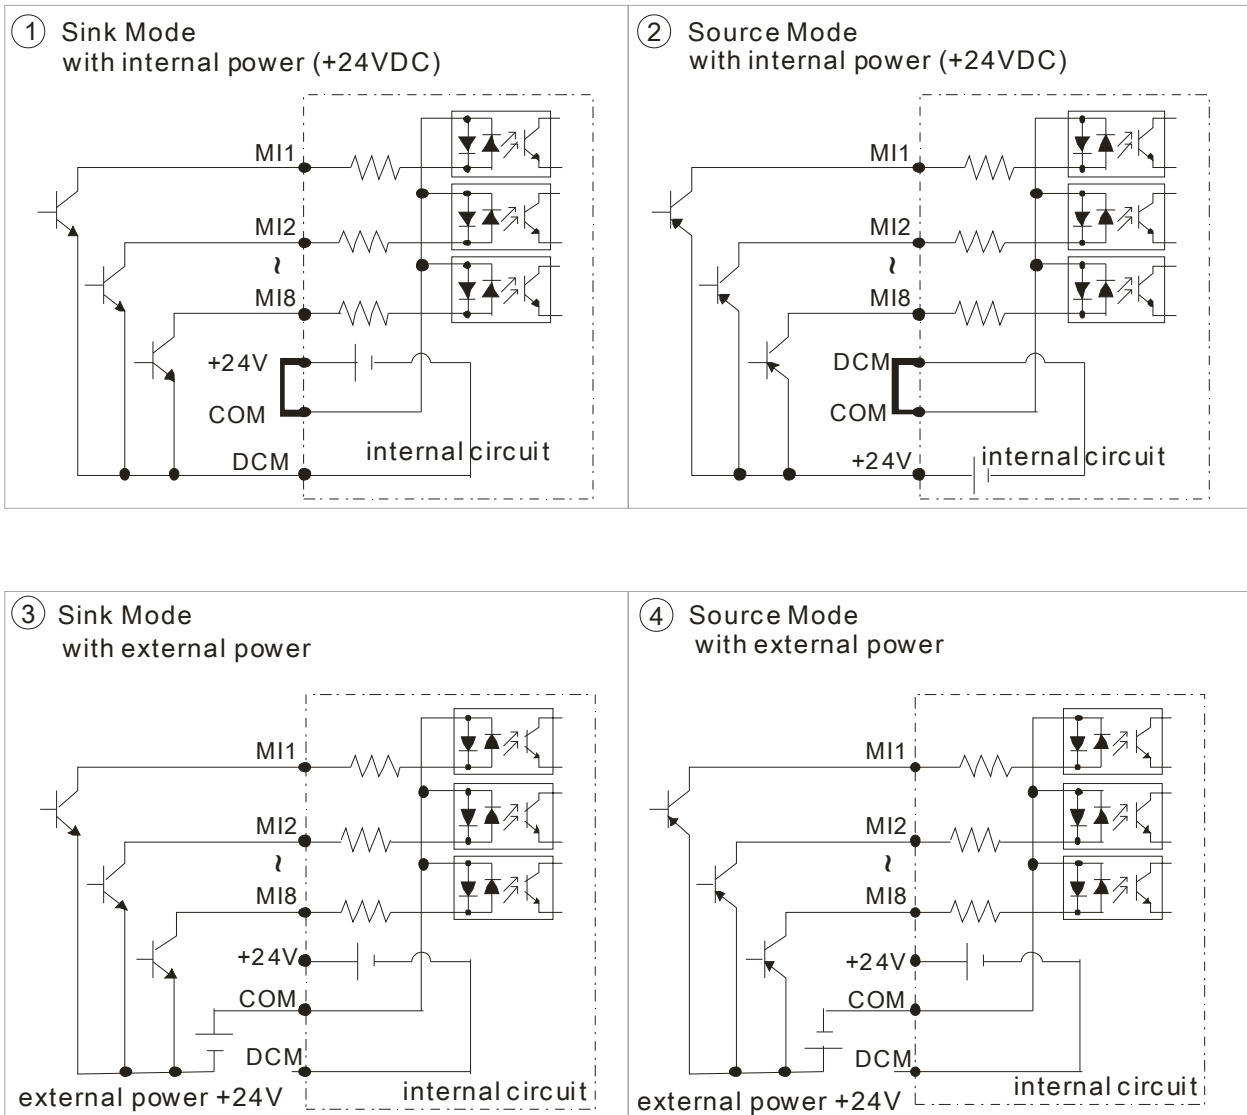 1 Sink Mode
with internal power (+24VDC)
MI1
MI2
~
MI8
+24V
COM
DCM
internal circuit
2 Source Mode
with internal power (+24VDC)
MI1
MI2
~
MI8
DCM
COM
+24V
internal circuit
3 Sink Mode
with external power
MI1
MI2
~
MI8
+24V
COM
DCM
external power +24V
internal circuit
4 Source Mode
with external power
MI1
MI2
~
MI8
+24V
COM
DCM
external power +24V
internal circuit